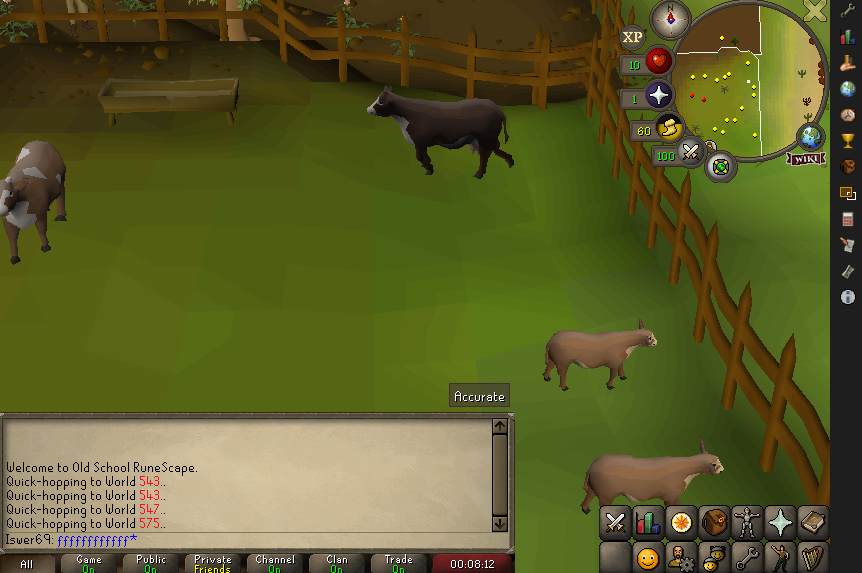 XP
10
1
60
100
WIKI
Accurate
Welcome to Old School RuneScape.
Quick-hopping to World 543..
Quick-hopping to World 543..
Quick-hopping to World 547..
Quick-hopping to World 575..
Iswer69: ffffffffffff*
All
Game On
Public On
Private Friends
Channel On
Clan On
Trade On
00:08:12